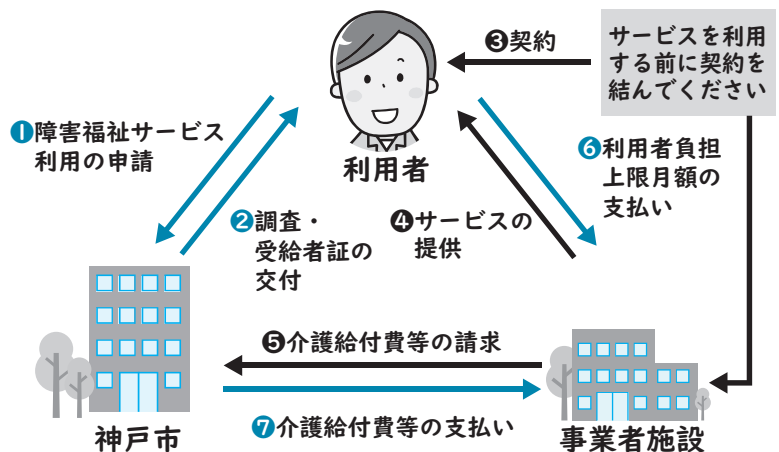 ❸契約
サービスを利用
する前に契約を
結んでください
❶障害福祉サービス
利用の申請
利用者
❻利用者負担
上限月額の
支払い
❷調査・
受給者証の
交付
❹サービスの
提供
❺介護給付費等の請求
❼介護給付費等の支払い
神戸市
事業者施設